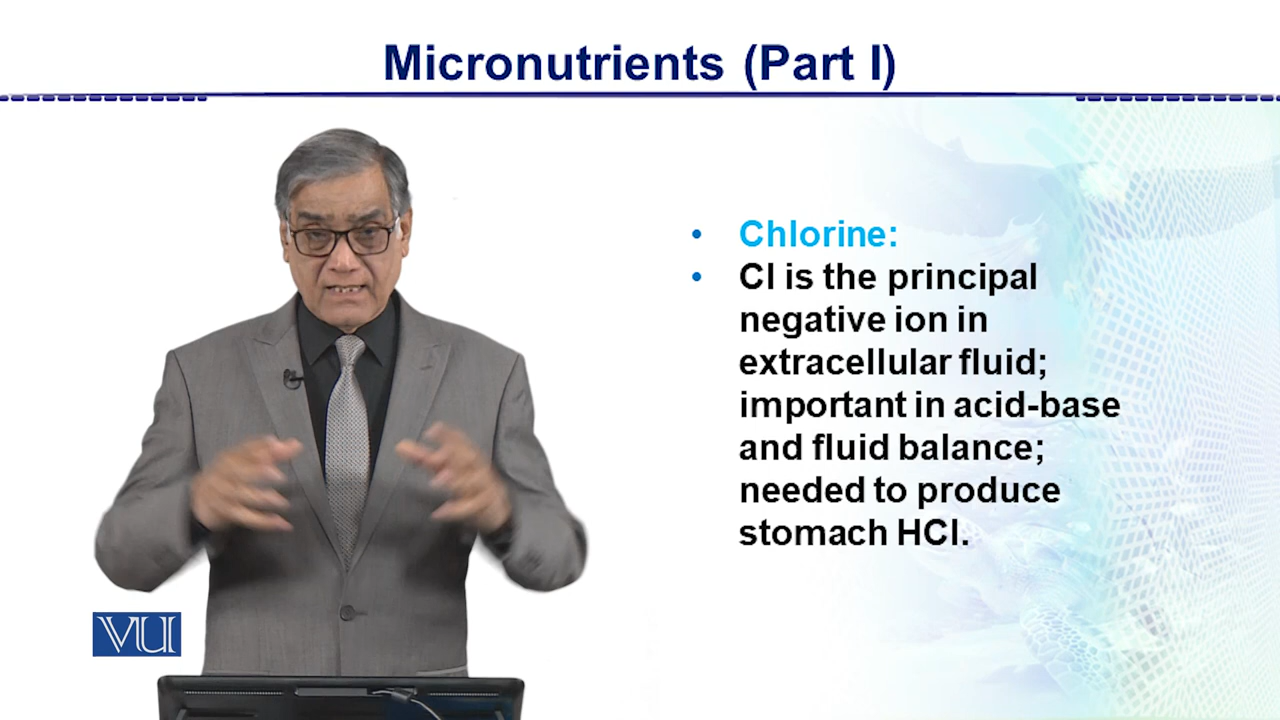 Micronutrients (Part I)
• Chlorine:
• Cl is the principal
negative ion in
extracellular fluid;
important in acid-base
and fluid balance;
needed to produce
stomach HCl.
VU